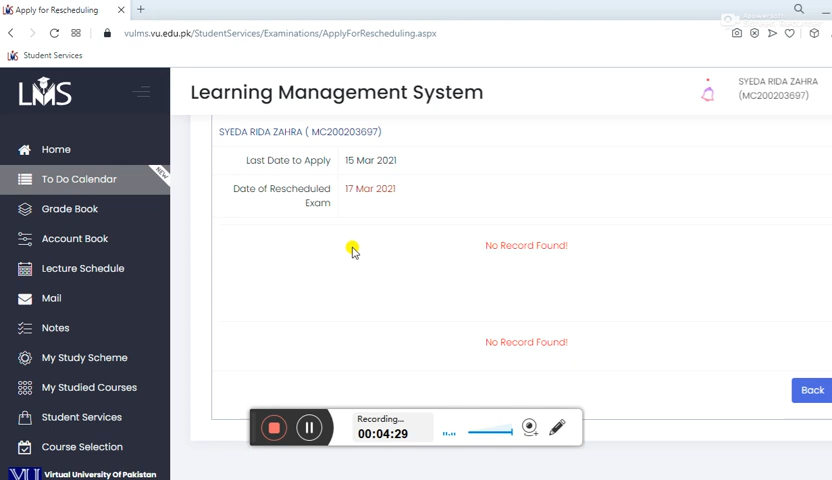 Apply for Rescheduling
vulms.vu.edu.pk/StudentServices/Examinations/ApplyForRescheduling.aspx
Student Services
LMS
Learning Management System
SYEDA RIDA ZAHRA
(MC200203697)
Home
To Do Calendar
NEW
Grade Book
Account Book
Lecture Schedule
Mail
Notes
My Study Scheme
My Studied Courses
Student Services
Course Selection
VU Virtual University Of Pakistan
SYEDA RIDA ZAHRA ( MC200203697)
Last Date to Apply 15 Mar 2021
Date of Rescheduled 17 Mar 2021
Exam
No Record Found!
No Record Found!
Back
Recording...
00:04:29